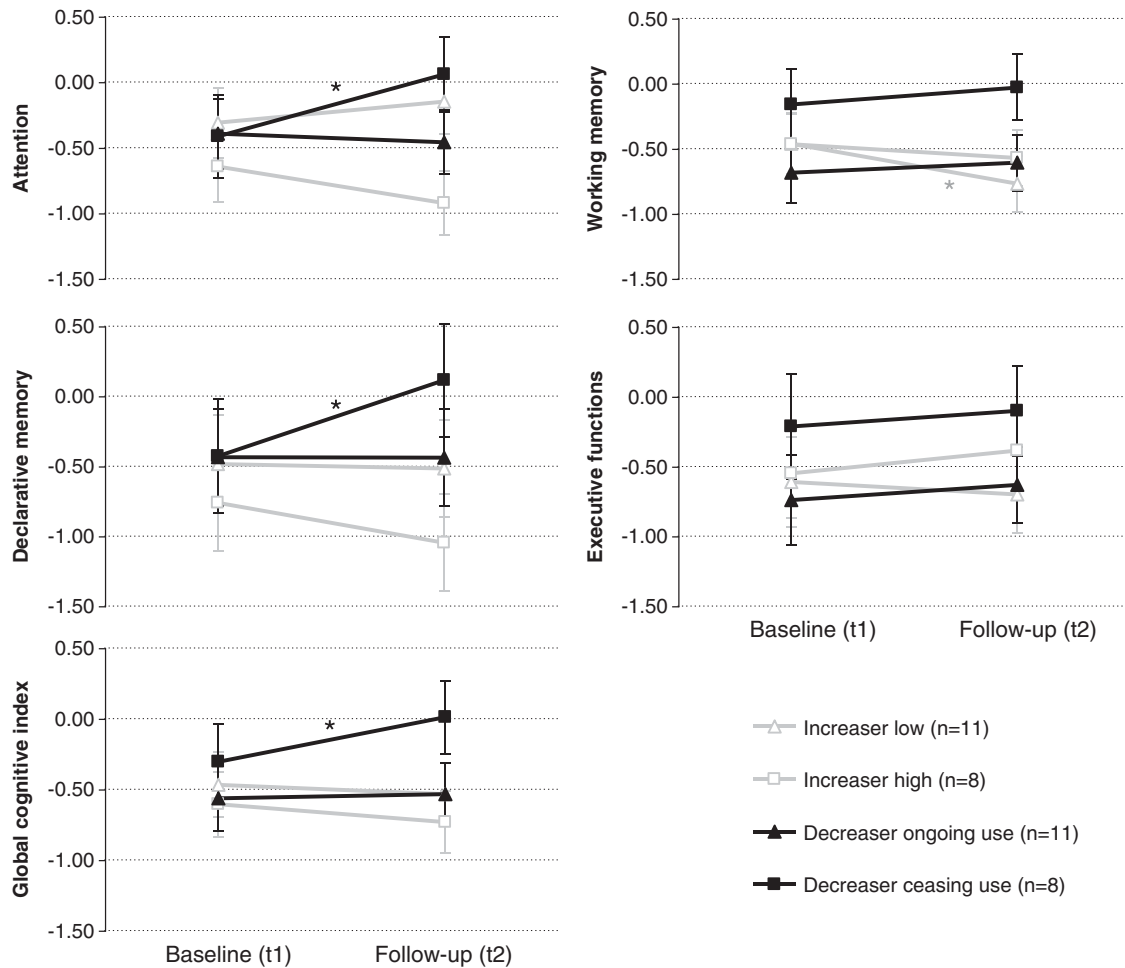 Attention
0.50
0.00
-0.50
-1.00
-1.50
*
Working memory
0.50
0.00
-0.50
-1.00
-1.50
*
Declarative memory
0.50
0.00
-0.50
-1.00
-1.50
*
Executive functions
0.50
0.00
-0.50
-1.00
-1.50
Baseline (t1) Follow-up (t2)
Global cognitive index
0.50
0.00
-0.50
-1.00
-1.50
*
Baseline (t1) Follow-up (t2)
Increaser low (n=11)
Increaser high (n=8)
Decreaser ongoing use (n=11)
Decreaser ceasing use (n=8)